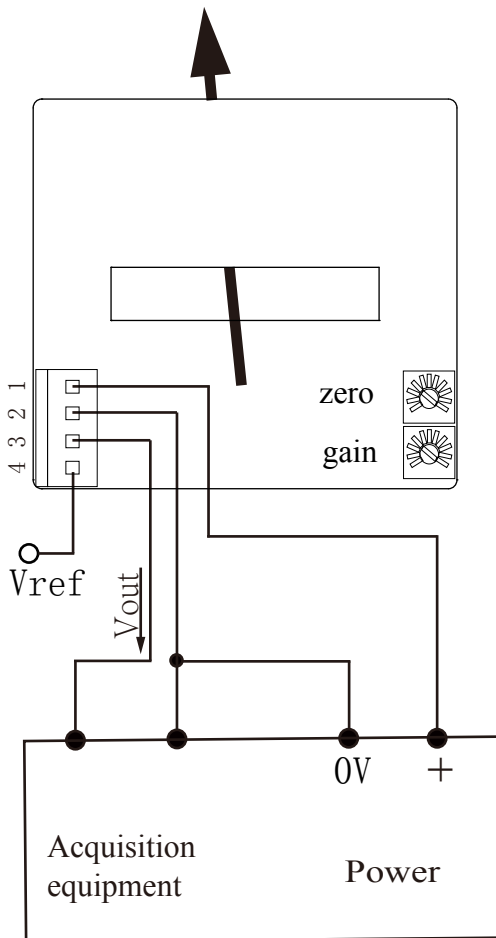 1
2
3
4
zero
gain
Vref
Vout
0V
+
Acquisition
equipment
Power